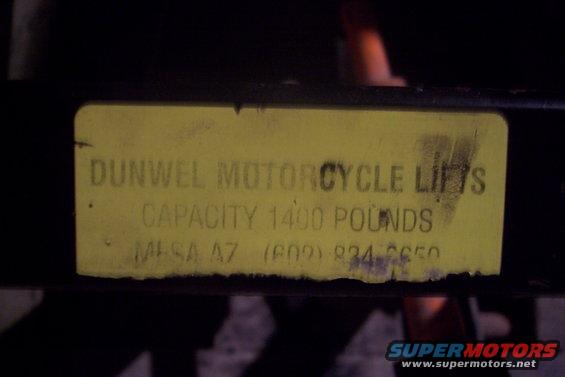 DUNWEL MOTORCYCLE LIFTS
CAPACITY 1400 POUNDS
MESA AZ (602) 834-
SUPERMOTORS
www.supermotors.net